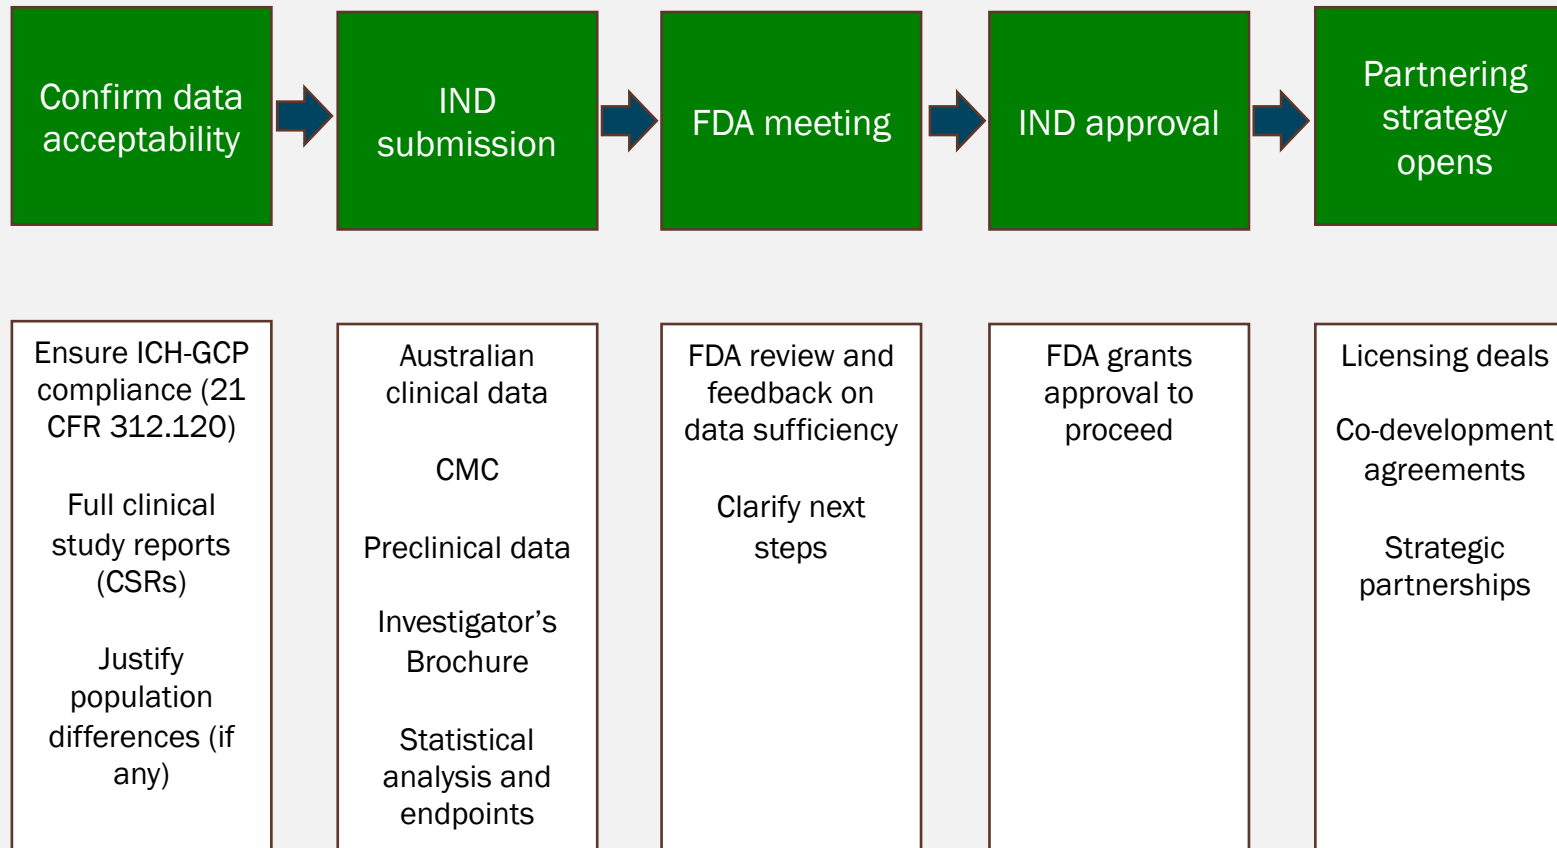 Confirm data
acceptability
IND
submission
FDA meeting
IND approval
Partnering
strategy
opens
Ensure ICH-GCP
compliance (21
CFR 312.120)
Full clinical
study reports
(CSRs)
Justify
population
differences (if
any)
Australian
clinical data
CMC
Preclinical data
Investigator’s
Brochure
Statistical
analysis and
endpoints
FDA review and
feedback on
data sufficiency
Clarify next
steps
FDA grants
approval to
proceed
Licensing deals
Co-development
agreements
Strategic
partnerships